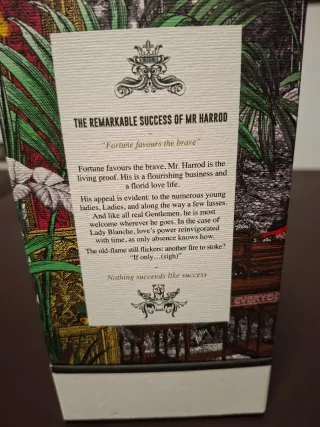 THE REMARKABLE SUCCESS OF MR HARROD
"Fortune favours the brave"
Fortune favours the brave, Mr. Harrod is the
living proof. His is a flourishing business and
a florid love life.
His appeal is evident: to the numerous young
ladies, Ladies, and along the way a few lasses.
And like all real Gentlemen, he is most
welcome wherever he goes. In the case of
Lady Blanche, love's power reinvigorated
with time, as only absence knows how.
The old-flame still flickers: another fire to stoke?
"If only…(sigh)"
Nothing succeeds like success